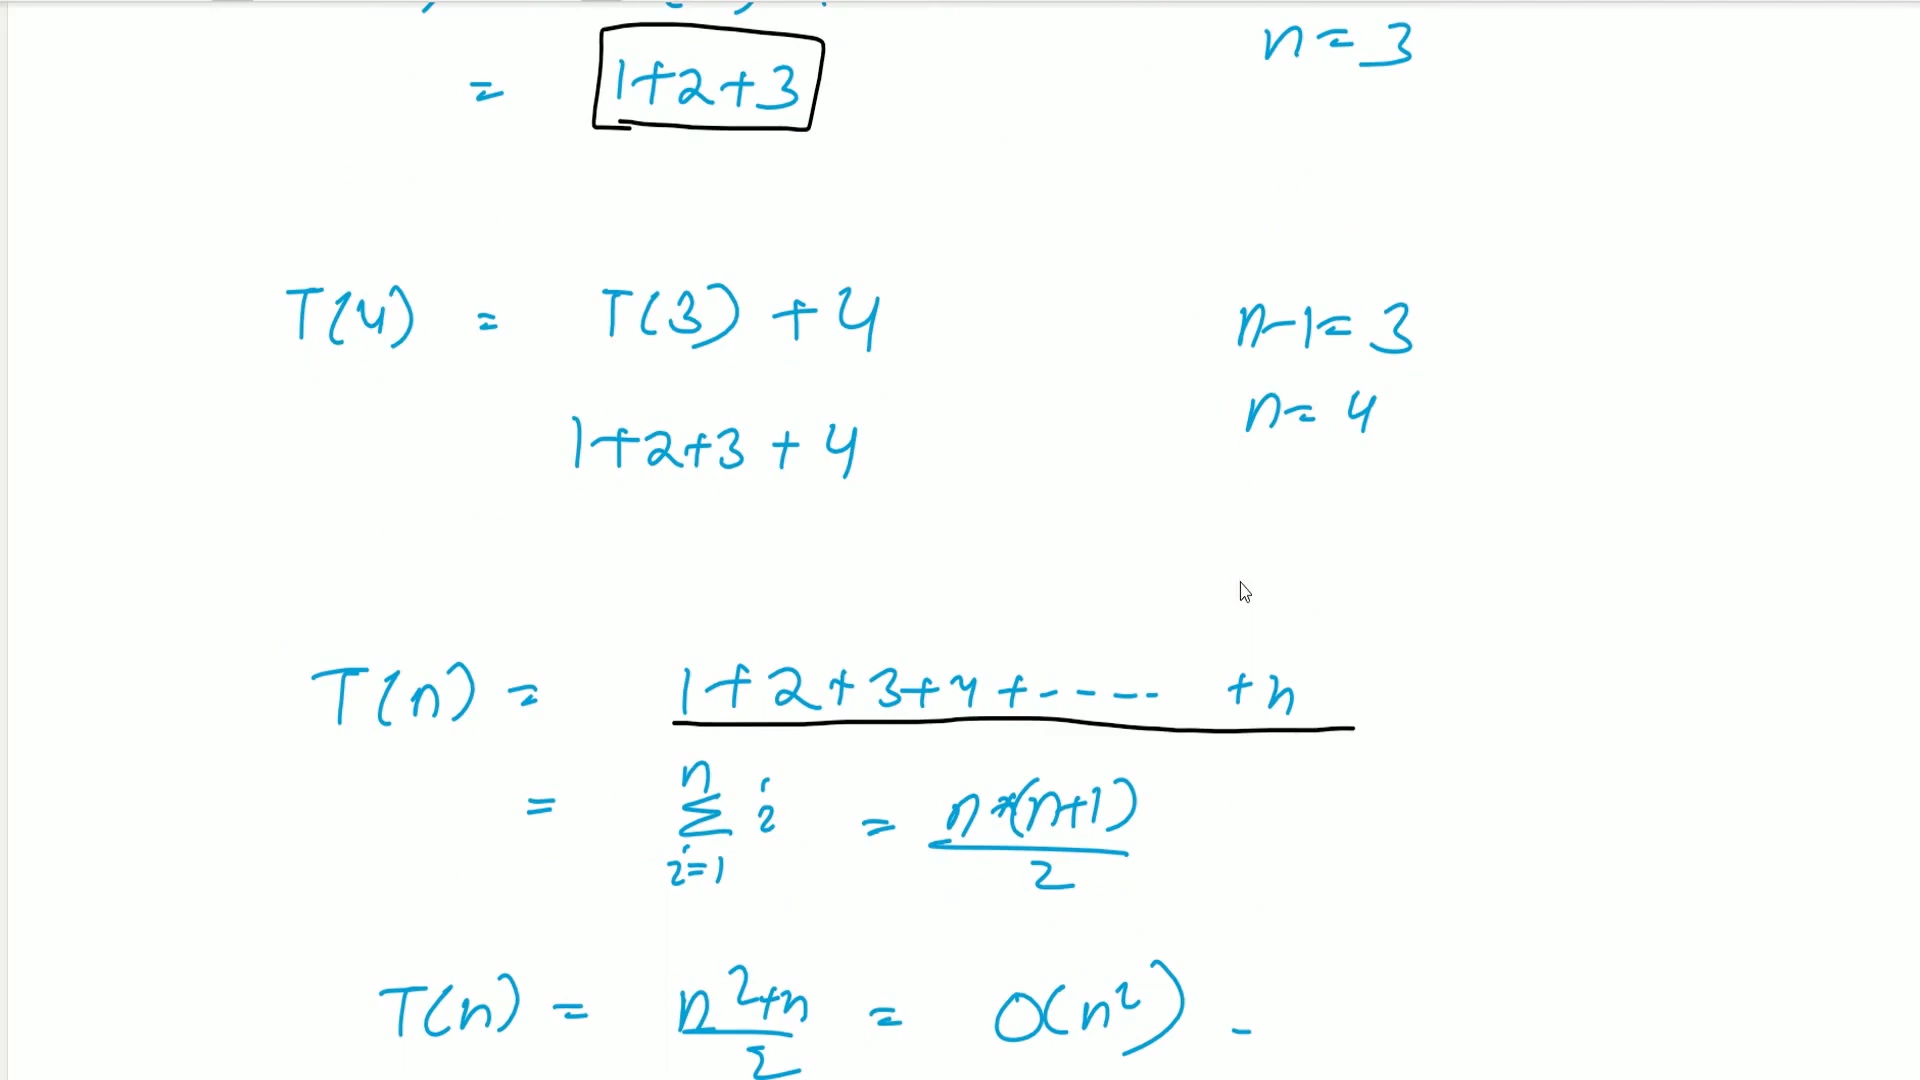 n = 3
= 1+2+3
T(4) = T(3) + 4
n-1 = 3
n = 4
1+2+3 + 4
T(n) = 1+2+3+4+----- +n
= n Σ i=1 i = n*(n+1) / 2
T(n) = n²+n / 2 = O(n²) -